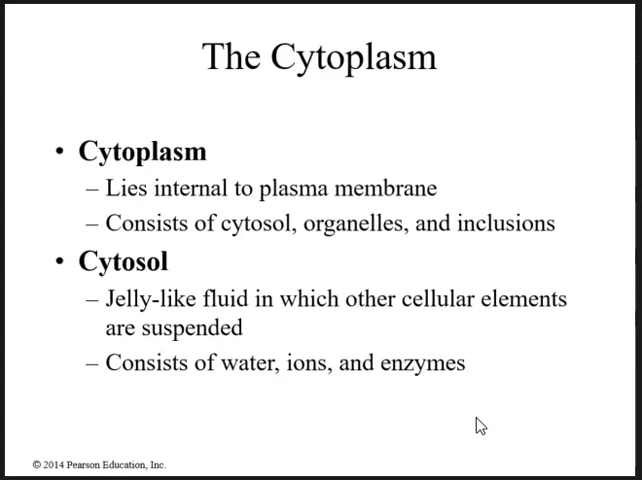 The Cytoplasm
• Cytoplasm
– Lies internal to plasma membrane
– Consists of cytosol, organelles, and inclusions
• Cytosol
– Jelly-like fluid in which other cellular elements
are suspended
– Consists of water, ions, and enzymes
© 2014 Pearson Education, Inc.